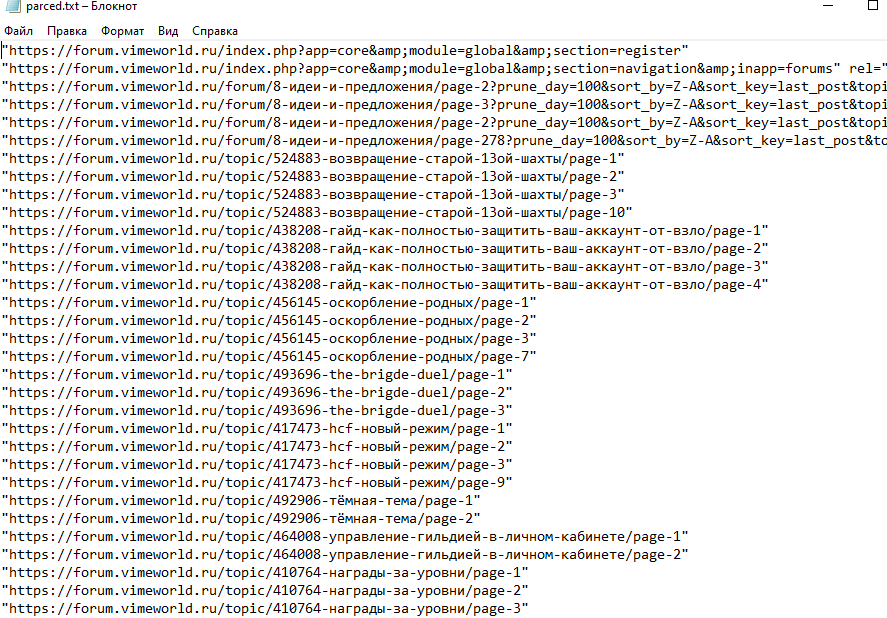 parced.txt – Блокнот
Файл Правка Формат Вид Справка
"https://forum.vimeworld.ru/index.php?app=core&amp;module=global&amp;section=register"
"https://forum.vimeworld.ru/index.php?app=core&amp;module=global&amp;section=navigation&amp;inapp=forums" rel="
"https://forum.vimeworld.ru/forum/8-идеи-и-предложения/page-2?prune_day=100&sort_by=Z-A&sort_key=last_post&topi
"https://forum.vimeworld.ru/forum/8-идеи-и-предложения/page-3?prune_day=100&sort_by=Z-A&sort_key=last_post&topi
"https://forum.vimeworld.ru/forum/8-идеи-и-предложения/page-2?prune_day=100&sort_by=Z-A&sort_key=last_post&topi
"https://forum.vimeworld.ru/forum/8-идеи-и-предложения/page-278?prune_day=100&sort_by=Z-A&sort_key=last_post&to
"https://forum.vimeworld.ru/topic/524883-возвращение-старой-13ой-шахты/page-1"
"https://forum.vimeworld.ru/topic/524883-возвращение-старой-13ой-шахты/page-2"
"https://forum.vimeworld.ru/topic/524883-возвращение-старой-13ой-шахты/page-3"
"https://forum.vimeworld.ru/topic/524883-возвращение-старой-13ой-шахты/page-10"
"https://forum.vimeworld.ru/topic/438208-гайд-как-полностью-защитить-ваш-аккаунт-от-взло/page-1"
"https://forum.vimeworld.ru/topic/438208-гайд-как-полностью-защитить-ваш-аккаунт-от-взло/page-2"
"https://forum.vimeworld.ru/topic/438208-гайд-как-полностью-защитить-ваш-аккаунт-от-взло/page-3"
"https://forum.vimeworld.ru/topic/438208-гайд-как-полностью-защитить-ваш-аккаунт-от-взло/page-4"
"https://forum.vimeworld.ru/topic/456145-оскорбление-родных/page-1"
"https://forum.vimeworld.ru/topic/456145-оскорбление-родных/page-2"
"https://forum.vimeworld.ru/topic/456145-оскорбление-родных/page-3"
"https://forum.vimeworld.ru/topic/456145-оскорбление-родных/page-7"
"https://forum.vimeworld.ru/topic/493696-the-brigde-duel/page-1"
"https://forum.vimeworld.ru/topic/493696-the-brigde-duel/page-2"
"https://forum.vimeworld.ru/topic/493696-the-brigde-duel/page-3"
"https://forum.vimeworld.ru/topic/417473-hcf-новый-режим/page-1"
"https://forum.vimeworld.ru/topic/417473-hcf-новый-режим/page-2"
"https://forum.vimeworld.ru/topic/417473-hcf-новый-режим/page-3"
"https://forum.vimeworld.ru/topic/417473-hcf-новый-режим/page-9"
"https://forum.vimeworld.ru/topic/492906-тёмная-тема/page-1"
"https://forum.vimeworld.ru/topic/492906-тёмная-тема/page-2"
"https://forum.vimeworld.ru/topic/464008-управление-гильдией-в-личном-кабинете/page-1"
"https://forum.vimeworld.ru/topic/464008-управление-гильдией-в-личном-кабинете/page-2"
"https://forum.vimeworld.ru/topic/410764-награды-за-уровни/page-1"
"https://forum.vimeworld.ru/topic/410764-награды-за-уровни/page-2"
"https://forum.vimeworld.ru/topic/410764-награды-за-уровни/page-3"